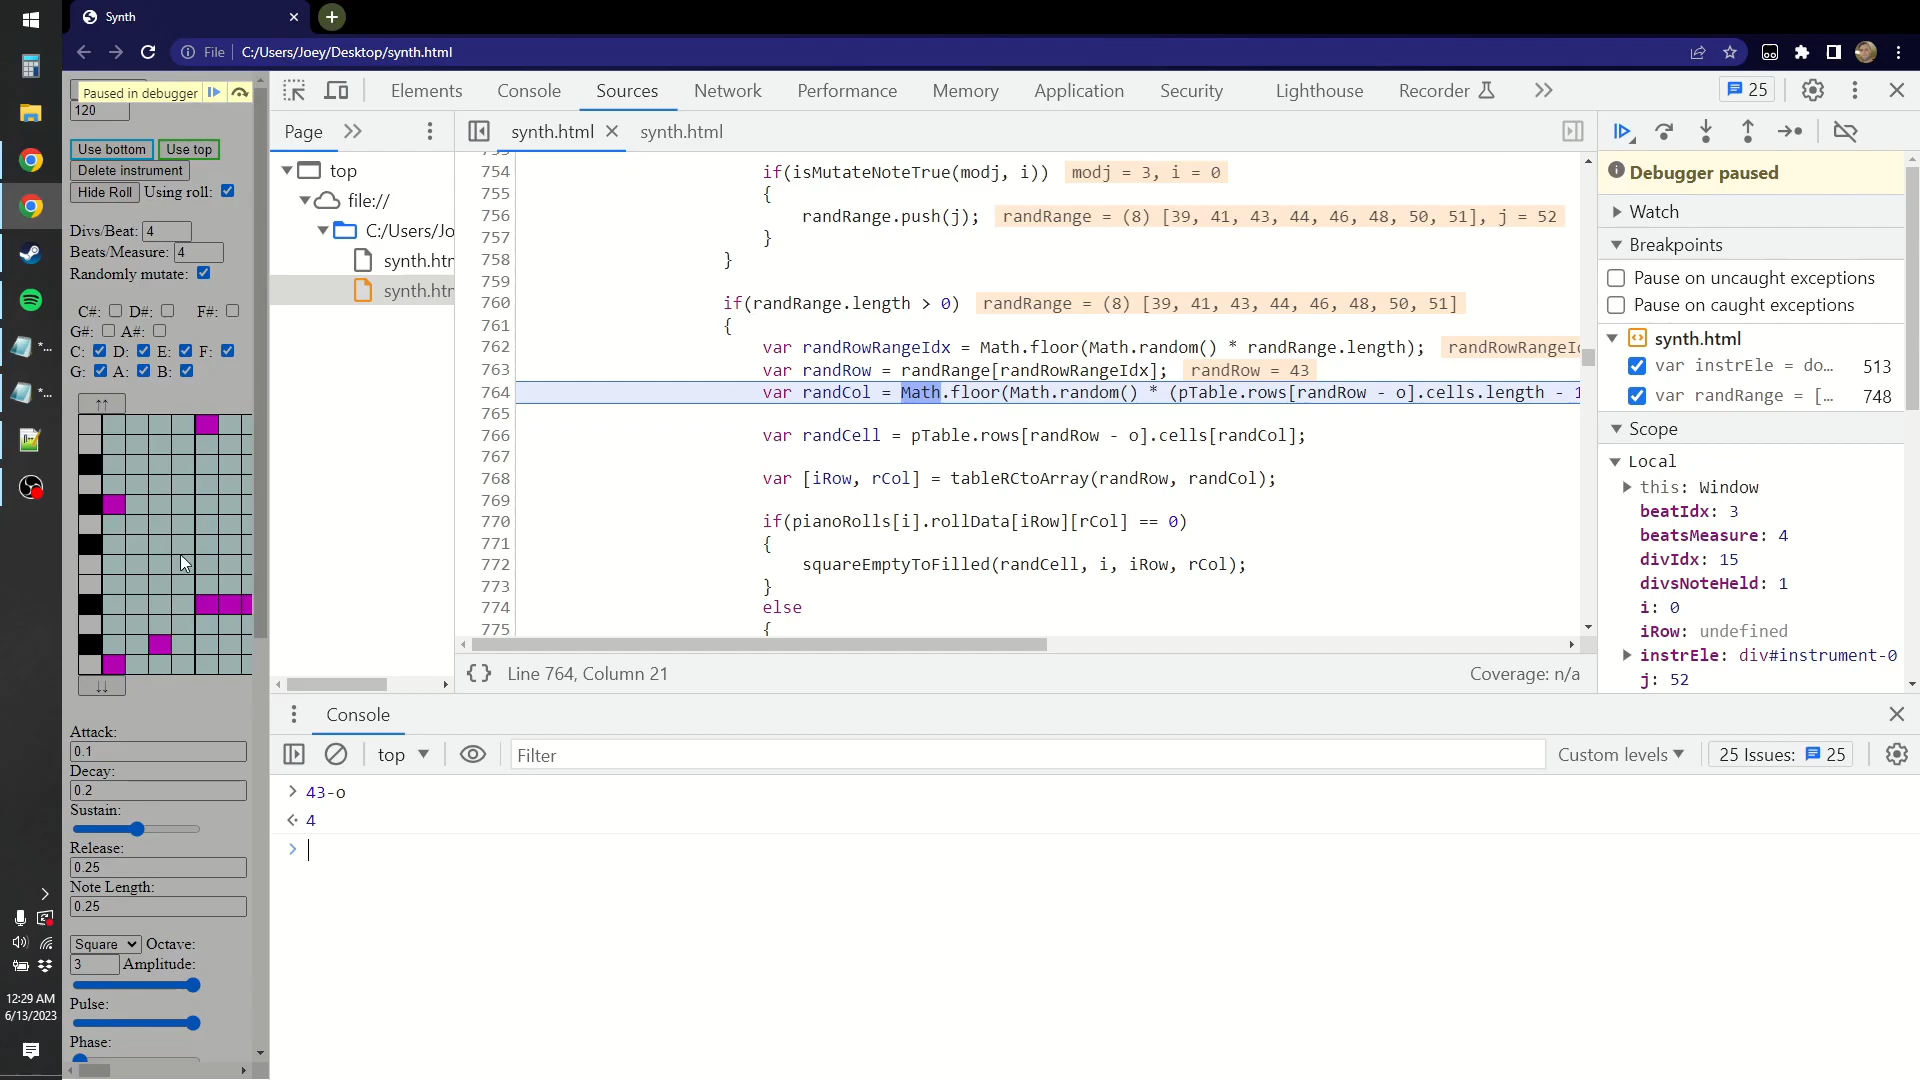 Synth
File
C:/Users/Joey/Desktop/synth.html
Paused in debugger
120
Use bottom
Use top
Delete instrument
Hide Roll
Using roll:
Divs/Beat:
4
Beats/Measure:
4
Randomly mutate:
C#:
D#:
F#:
G#:
A#:
C:
D:
E:
F:
G:
A:
B:
↑↑
↓↓
Attack:
0.1
Decay:
0.2
Sustain:
Release:
0.25
Note Length:
0.25
Square
Octave:
3
Amplitude:
Pulse:
Phase:
12:29 AM
6/13/2023
Elements
Console
Sources
Network
Performance
Memory
Application
Security
Lighthouse
Recorder
25
Page
top
file://
C:/Users/Jo
synth.htr
synth.htr
synth.html
synth.html
754 if(isMutateNoteTrue(modj, i)) modj = 3, i = 0
755 {
756 randRange.push(j); randRange = (8) [39, 41, 43, 44, 46, 48, 50, 51], j = 52
757 }
758 }
759
760 if(randRange.length > 0) randRange = (8) [39, 41, 43, 44, 46, 48, 50, 51]
761 {
762 var randRowRangeIdx = Math.floor(Math.random() * randRange.length); randRowRangeI
763 var randRow = randRange[randRowRangeIdx]; randRow = 43
764 var randCol = Math.floor(Math.random() * (pTable.rows[randRow - o].cells.length - 1
765
766 var randCell = pTable.rows[randRow - o].cells[randCol];
767
768 var [iRow, rCol] = tableRCtoArray(randRow, randCol);
769
770 if(pianoRolls[i].rollData[iRow][rCol] == 0)
771 {
772 squareEmptyToFilled(randCell, i, iRow, rCol);
773 }
774 else
775 {
{} Line 764, Column 21
Coverage: n/a
Debugger paused
Watch
Breakpoints
Pause on uncaught exceptions
Pause on caught exceptions
synth.html
var instrEle = do… 513
var randRange = [… 748
Scope
Local
this: Window
beatIdx: 3
beatsMeasure: 4
divIdx: 15
divsNoteHeld: 1
i: 0
iRow: undefined
instrEle: div#instrument-0
j: 52
Console
top
Filter
Custom levels
25 Issues:
25
43-o
4